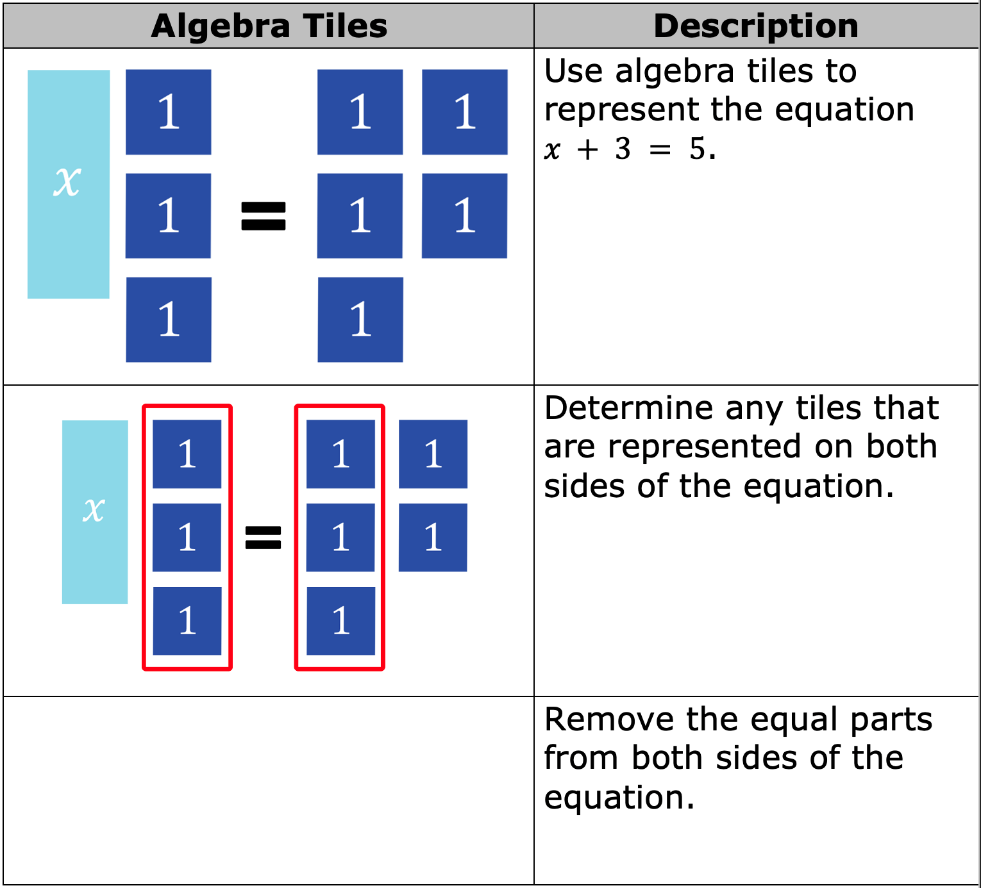 Algebra Tiles Description
Use algebra tiles to
represent the equation
x + 3 = 5.
1 1 1
x
1 = 1 1
1 1
Determine any tiles that
are represented on both
sides of the equation.
1 1 1
x
1 = 1 1
1 1
Remove the equal parts
from both sides of the
equation.